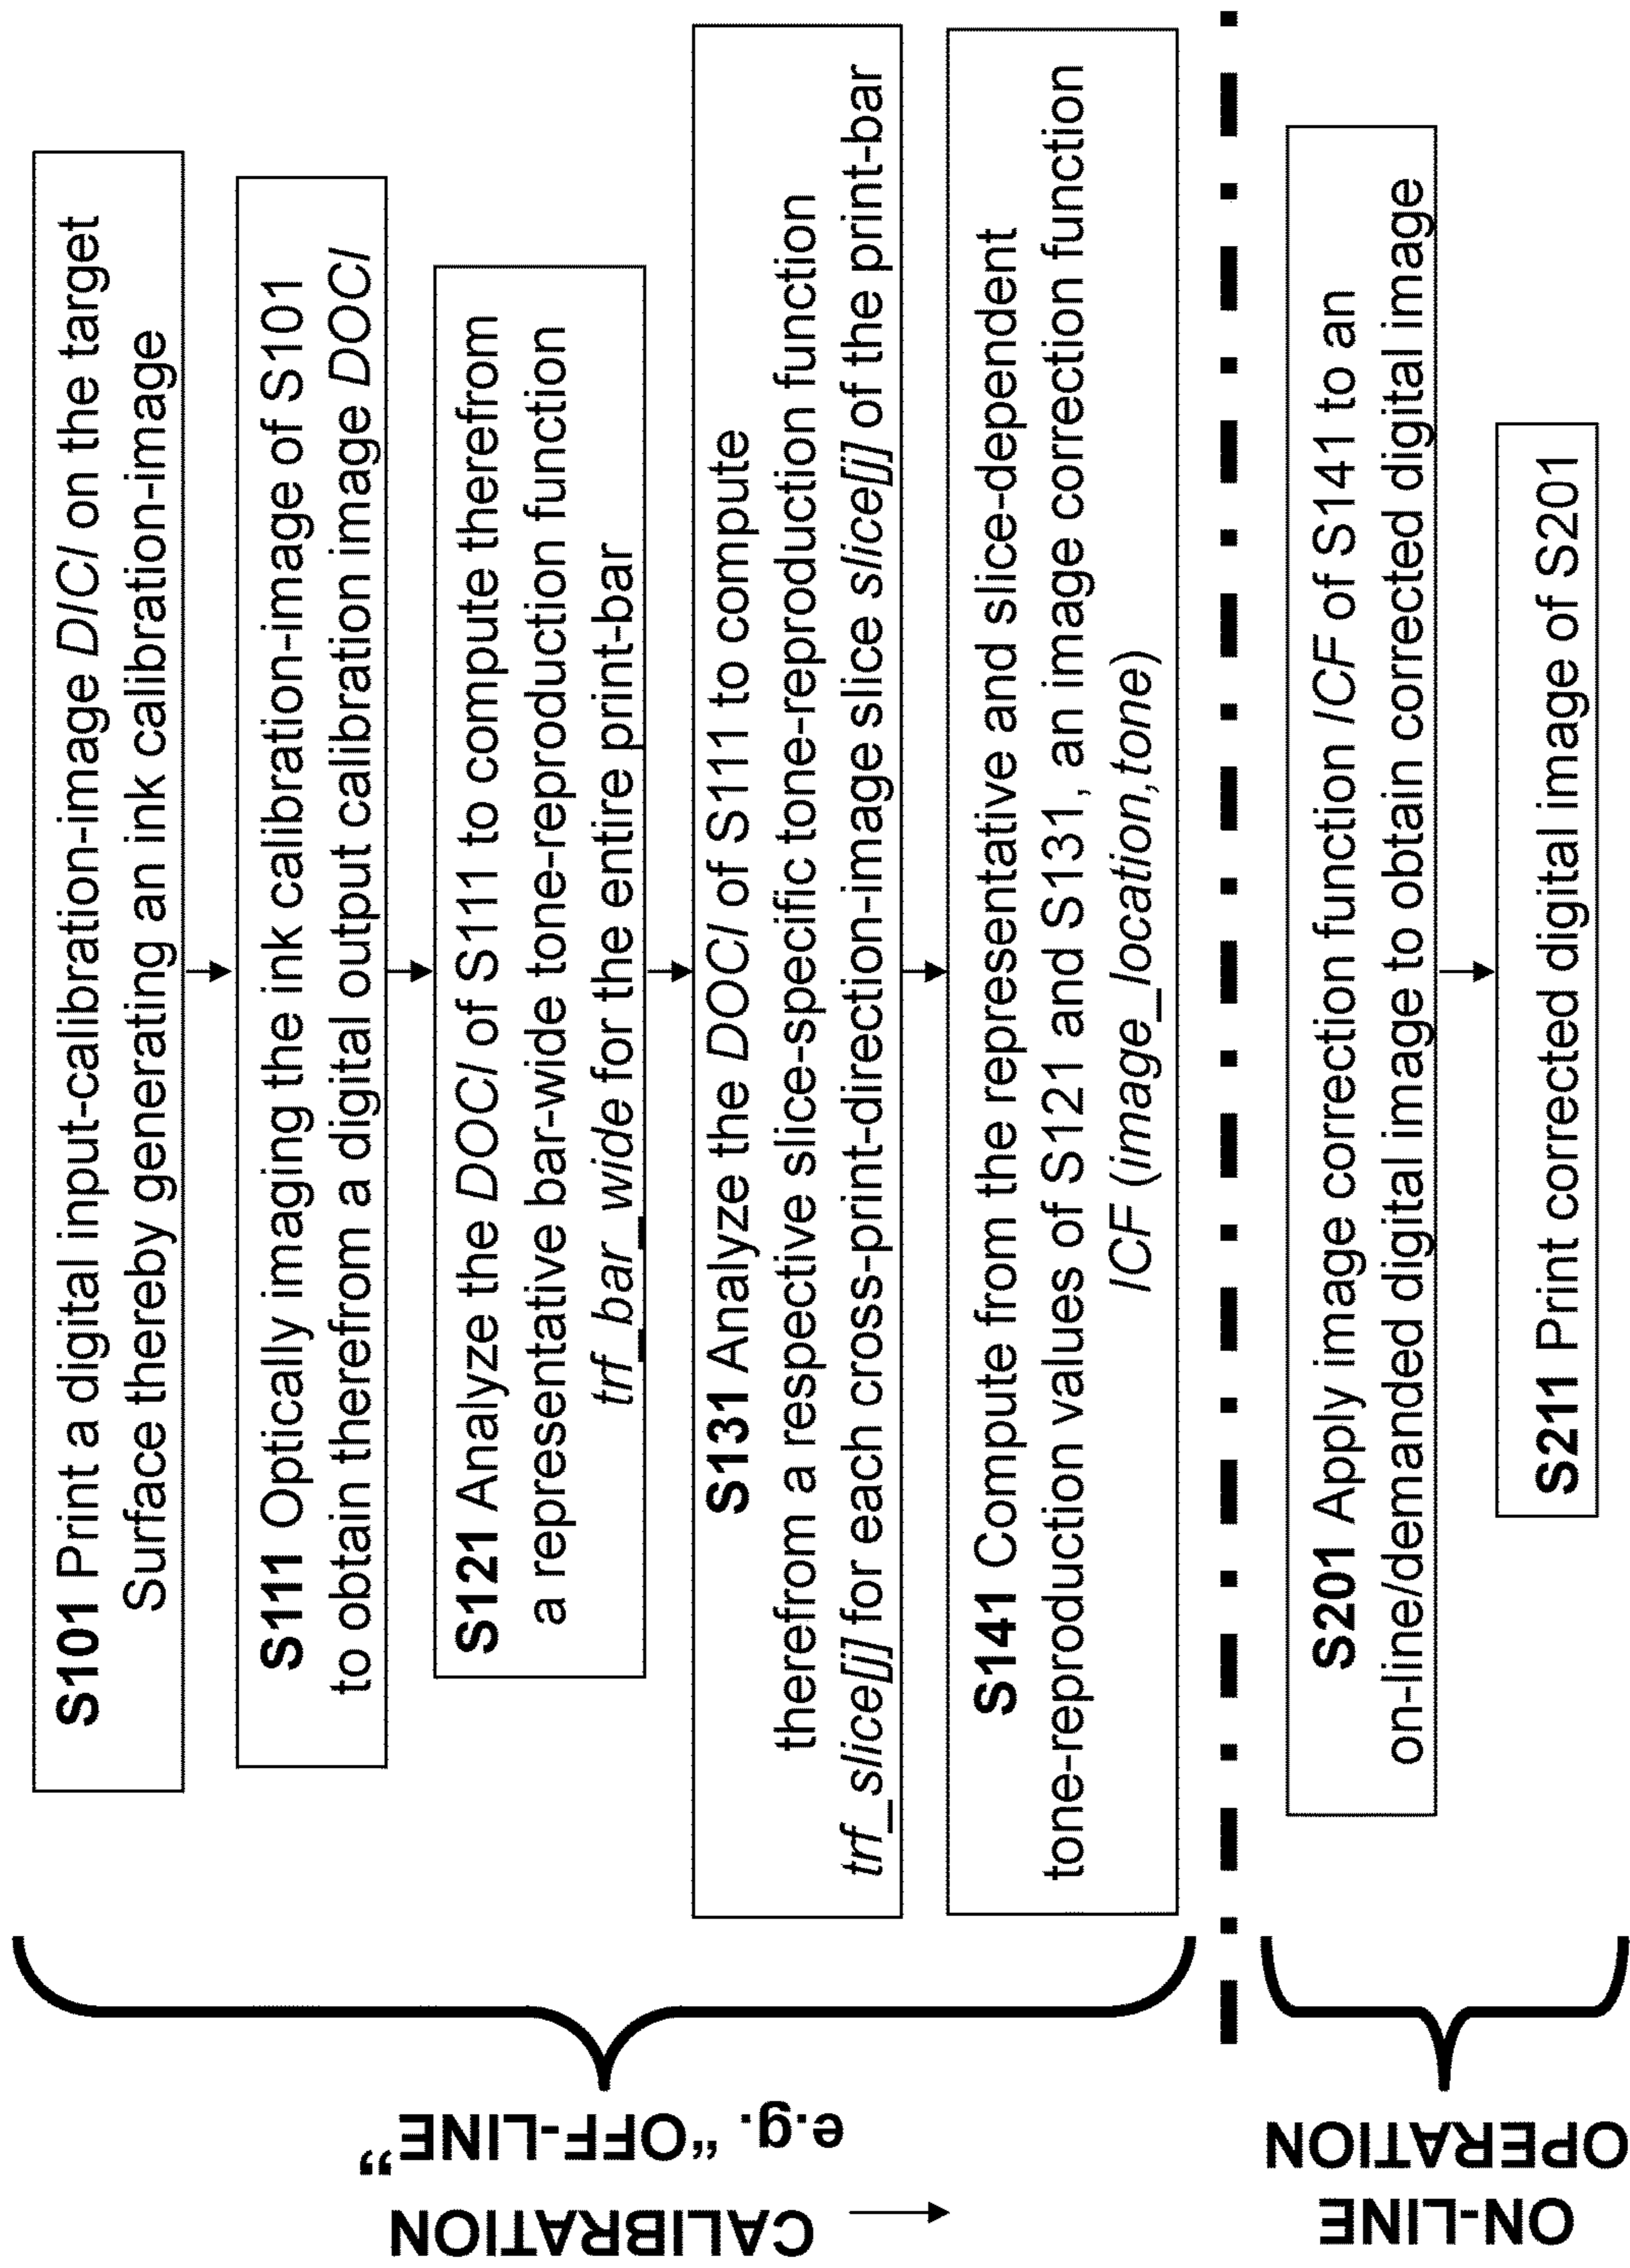 S101 Print a digital input-calibration-image DICI on the target
Surface thereby generating an ink calibration-image
S111 Optically imaging the ink calibration-image of S101
to obtain therefrom a digital output calibration image DOCI
S121 Analyze the DOCI of S111 to compute therefrom
a representative bar-wide tone-reproduction function
trf_bar_wide for the entire print-bar
S131 Analyze the DOCI of S111 to compute
therefrom a respective slice-specific tone-reproduction function
trf_slice[j] for each cross-print-direction-image slice slice[j] of the print-bar
S141 Compute from the representative and slice-dependent
tone-reproduction values of S121 and S131, an image correction function
ICF (image_location,tone)
CALIBRATION
e.g. “OFF-LINE”
S201 Apply image correction function ICF of S141 to an
on-line/demanded digital image to obtain corrected digital image
S211 Print corrected digital image of S201
ON-LINE
OPERATION